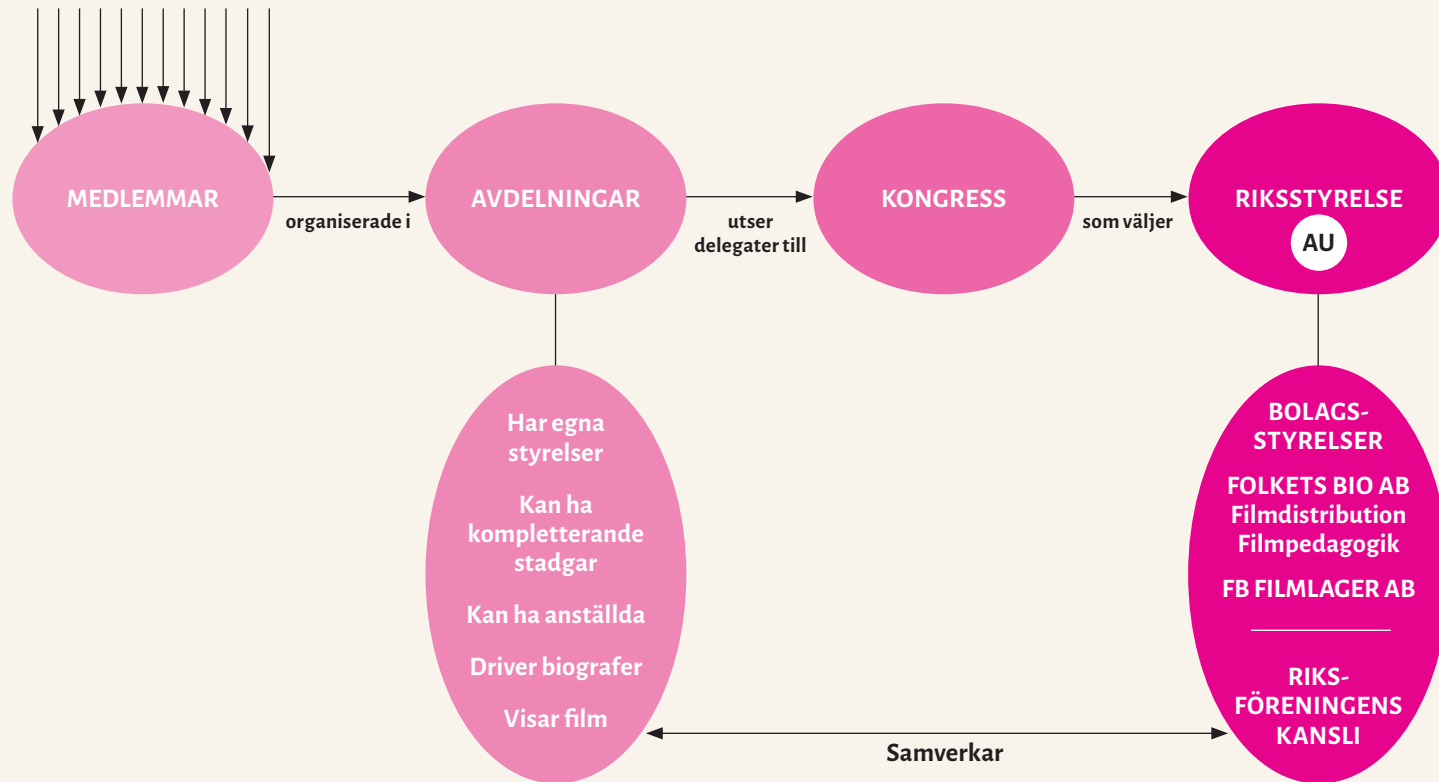 MEDLEMMAR
organiserade i
AVDELNINGAR
utser
delegater till
KONGRESS
som väljer
RIKSSTYRELSE
AU
Har egna
styrelser
Kan ha
kompletterande
stadgar
Kan ha anställda
Driver biografer
Visar film
BOLAGS-
STYRELSER
FOLKETS BIO AB
Filmdistribution
Filmpedagogik
FB FILMLAGER AB
RIKS-
FÖRENINGENS
KANSLI
Samverkar